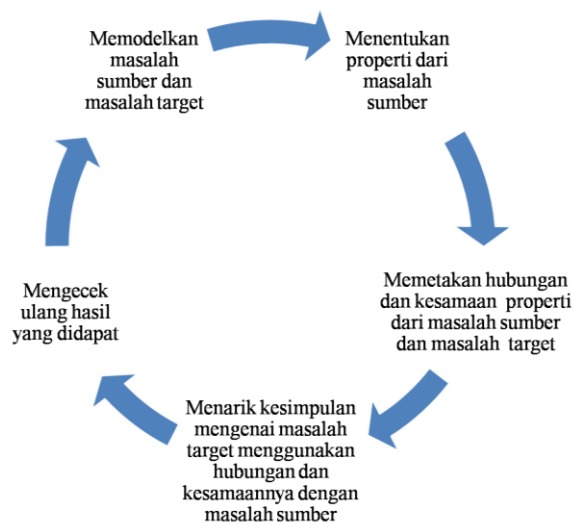 Memodelkan
masalah
sumber dan
masalah target
Menentukan
properti dari
masalah
sumber
Memetakan hubungan
dan kesamaan properti
dari masalah sumber
dan masalah target
Menarik kesimpulan
mengenai masalah
target menggunakan
hubungan dan
kesamaannya dengan
masalah sumber
Mengecek
ulang hasil
yang didapat